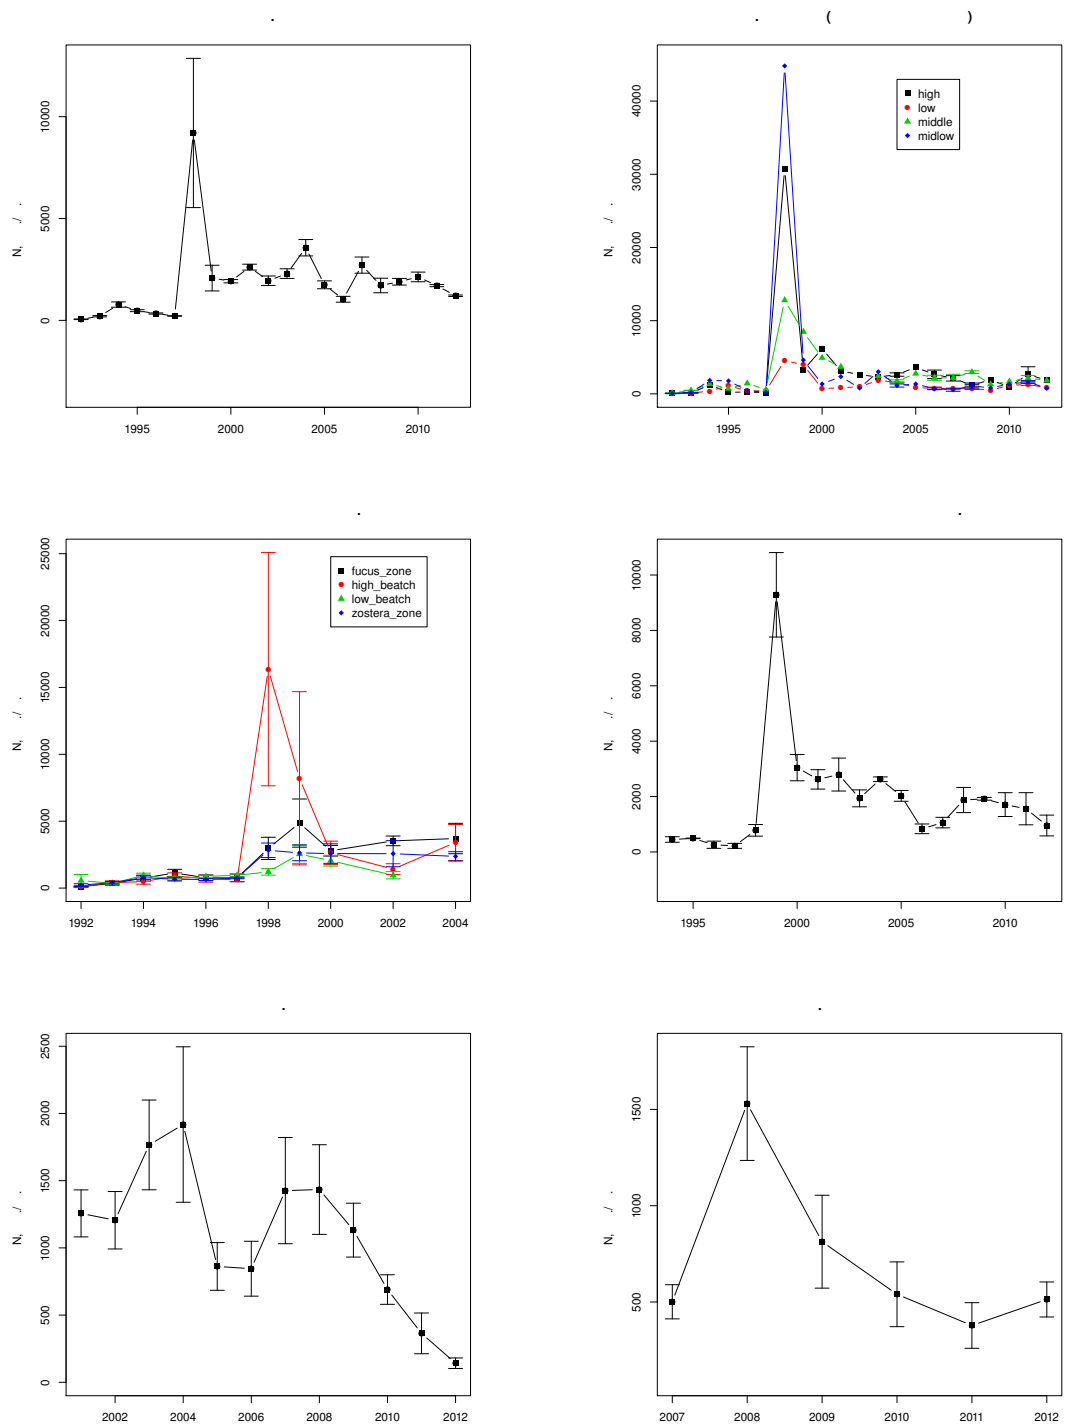 .
. ( )
N, ./ .
0 5000 10000
1995 2000 2005 2010
N, ./ .
0 10000 20000 30000 40000
high
low
middle
midlow
1995 2000 2005 2010
.
.
N, ./ .
0 5000 10000 15000 20000 25000
fucus_zone
high_beatch
low_beatch
zostera_zone
1992 1994 1996 1998 2000 2002 2004
N, ./ .
0 2000 4000 6000 8000 10000
1995 2000 2005 2010
.
.
N, ./ .
0 500 1000 1500 2000 2500
2002 2004 2006 2008 2010 2012
N, ./ .
500 1000 1500
2007 2008 2009 2010 2011 2012